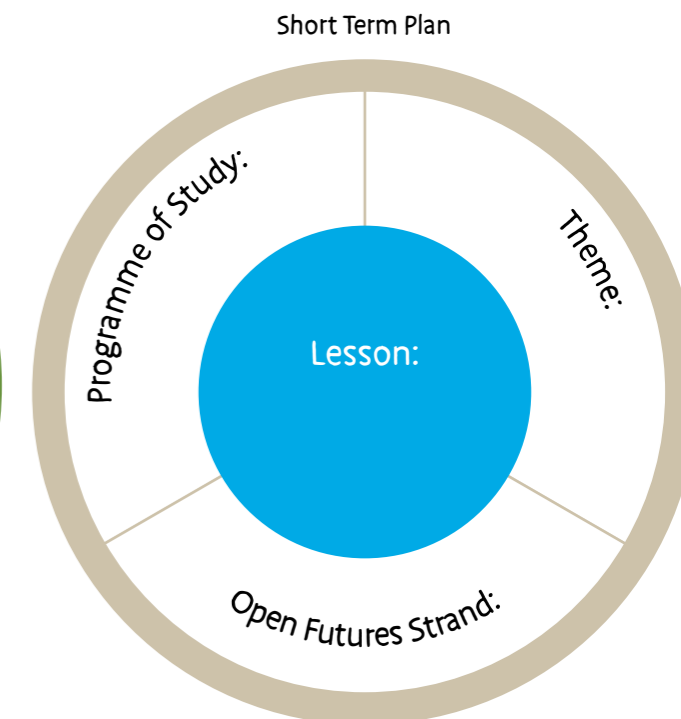 Short Term Plan
Programme of Study:
Theme:
Lesson:
Open Futures Strand: